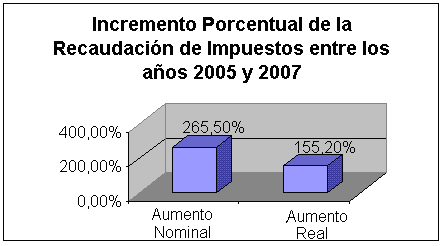 Incremento Porcentual de la
Recaudación de Impuestos entre los
años 2005 y 2007
400,00%
200,00%
0,00%
265,50%
155,20%
Aumento
Nominal
Aumento
Real